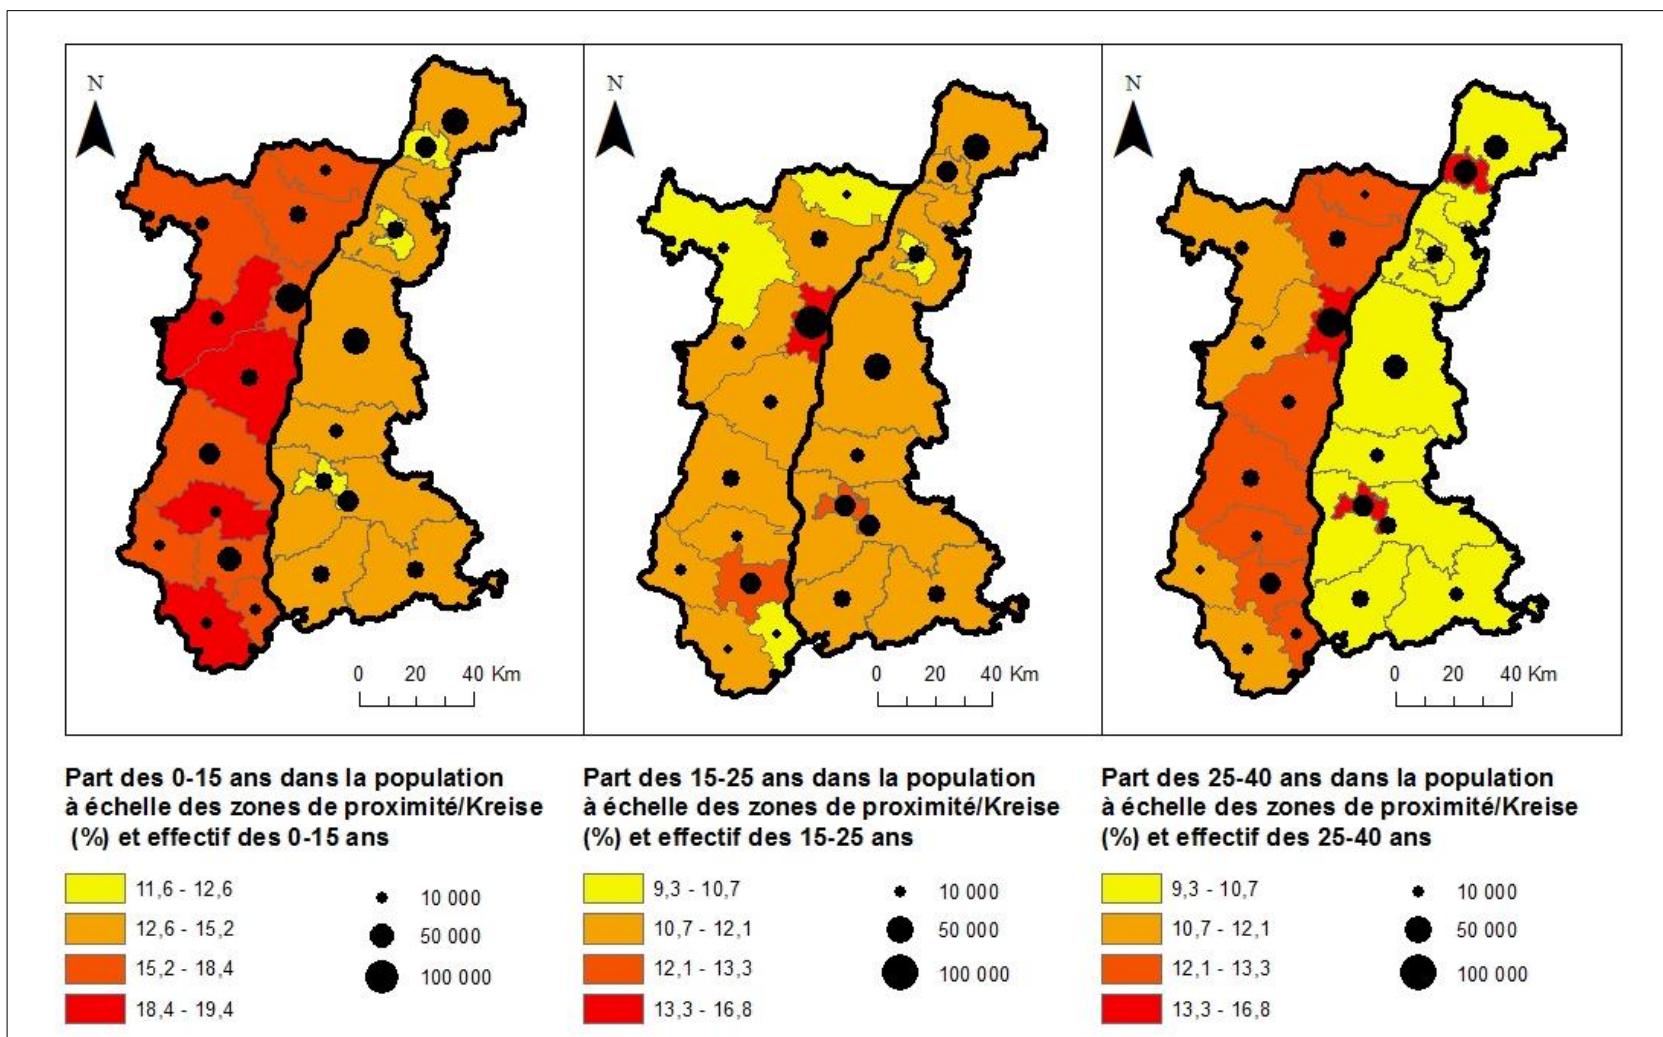 N
N
N
0 20 40 Km
0 20 40 Km
0 20 40 Km
Part des 0-15 ans dans la population
à échelle des zones de proximité/Kreise
(%) et effectif des 0-15 ans
11,6 - 12,6
12,6 - 15,2
15,2 - 18,4
18,4 - 19,4
10 000
50 000
100 000
Part des 15-25 ans dans la population
à échelle des zones de proximité/Kreise
(%) et effectif des 15-25 ans
9,3 - 10,7
10,7 - 12,1
12,1 - 13,3
13,3 - 16,8
10 000
50 000
100 000
Part des 25-40 ans dans la population
à échelle des zones de proximité/Kreise
(%) et effectif des 25-40 ans
9,3 - 10,7
10,7 - 12,1
12,1 - 13,3
13,3 - 16,8
10 000
50 000
100 000